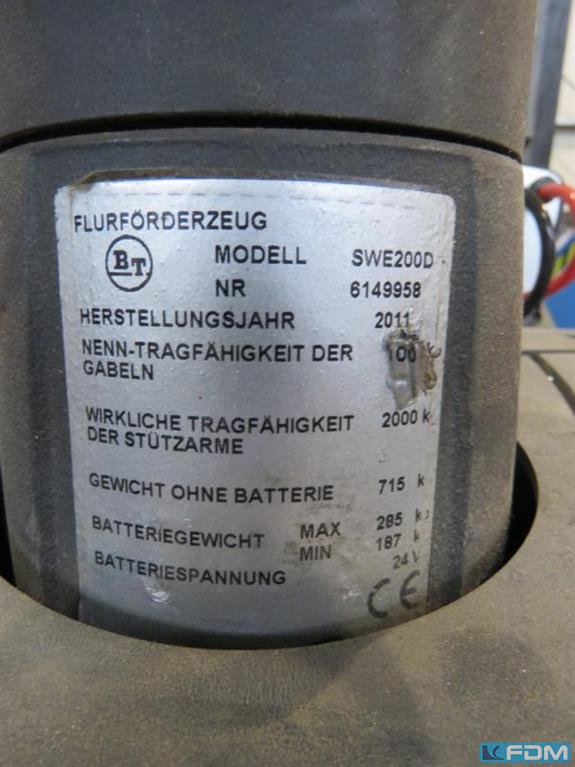 FLURFÖRDERZEUG
BT MODELL SWE200D
NR 6149958
HERSTELLUNGSJAHR 2011
NENN-TRAGFÄHIGKEIT DER
GABELN
WIRKLICHE TRAGFÄHIGKEIT 2000 k
DER STÜTZARME
GEWICHT OHNE BATTERIE 715 k
BATTERIEGEWICHT MAX 285 k
MIN 187 k
BATTERIESPANNUNG 24 V
CE
FDM